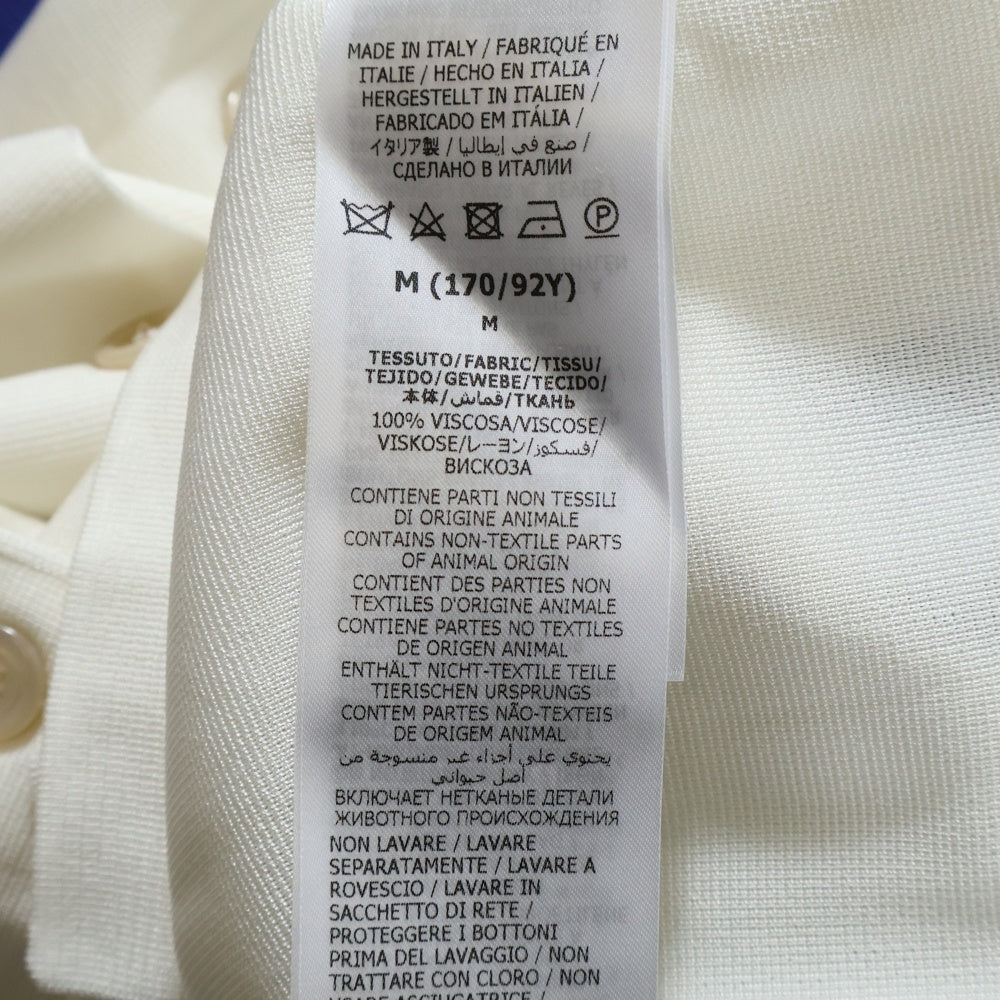 MADE IN ITALY / FABRIQUÉ EN
ITALIE / HECHO EN ITALIA /
HERGESTELLT IN ITALIEN /
FABRICADO EM ITÁLIA /
イタリア製 / صنع في إيطاليا /
СДЕЛАНО В ИТАЛИИ
P
M (170/92Y)
M
TESSUTO/FABRIC/TISSU/
TEJIDO/GEWEBE/TECIDO/
本体/قماش/ТКАНЬ
100% VISCOSA/VISCOSE/
VISKOSE/レーヨン/فسكوز/
ВИСКОЗА
CONTIENE PARTI NON TESSILI
DI ORIGINE ANIMALE
CONTAINS NON-TEXTILE PARTS
OF ANIMAL ORIGIN
CONTIENT DES PARTIES NON
TEXTILES D'ORIGINE ANIMALE
CONTIENE PARTES NO TEXTILES
DE ORIGEN ANIMAL
ENTHÄLT NICHT-TEXTILE TEILE
TIERISCHEN URSPRUNGS
CONTEM PARTES NÃO-TEXTEIS
DE ORIGEM ANIMAL
يحتوي على أجزاء غير منسوجة من
أصل حيواني
ВКЛЮЧАЕТ НЕТКАНЫЕ ДЕТАЛИ
ЖИВОТНОГО ПРОИСХОЖДЕНИЯ
NON LAVARE / LAVARE
SEPARATAMENTE / LAVARE A
ROVESCIO / LAVARE IN
SACCHETTO DI RETE /
PROTEGGERE I BOTTONI
PRIMA DEL LAVAGGIO / NON
TRATTARE CON CLORO / NON
USARE ASCIUGATRICE /